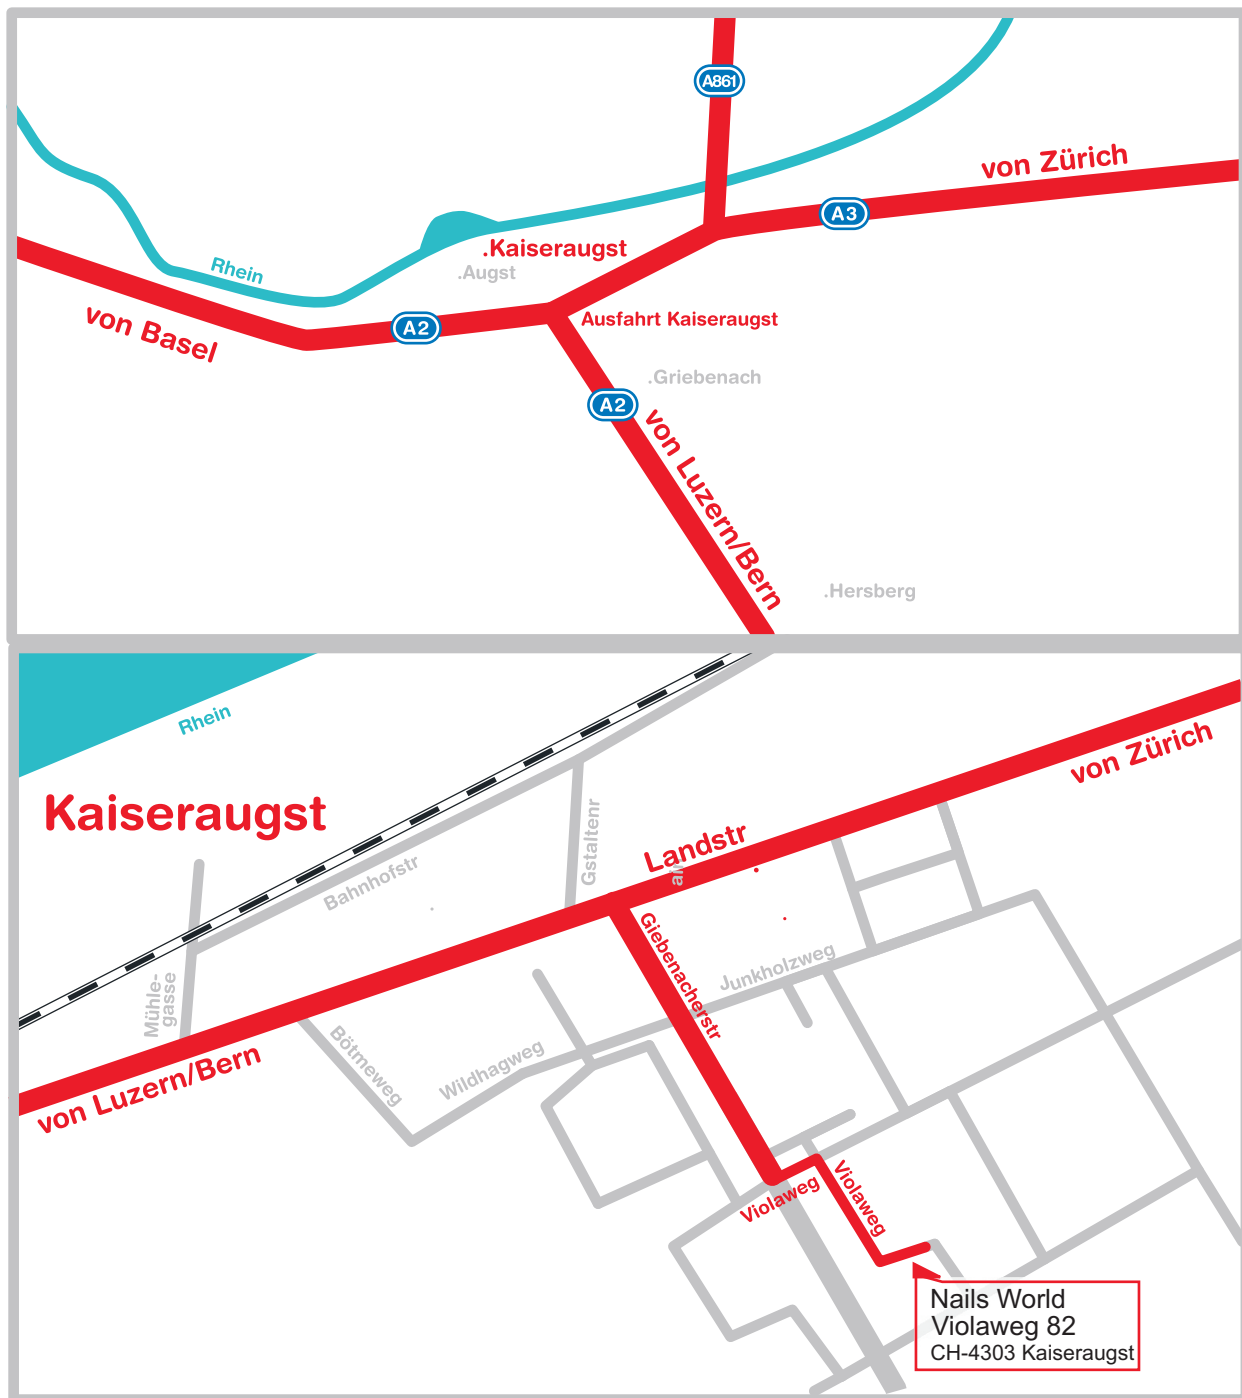 A861
von Zürich
A3
.Kaiseraugst
.Augst
Rhein
von Basel
A2
Ausfahrt Kaiseraugst
.Griebenach
A2
von Luzern/Bern
.Hersberg
Rhein
von Zürich
Kaiseraugst
Landstr
Gstaltenr
Bahnhofstr
Giebenacherstr
Junkholzweg
Mühle-
gasse
Bötmeweg
Wildhagweg
von Luzern/Bern
Violaweg
Violaweg
Nails World
Violaweg 82
CH-4303 Kaiseraugst